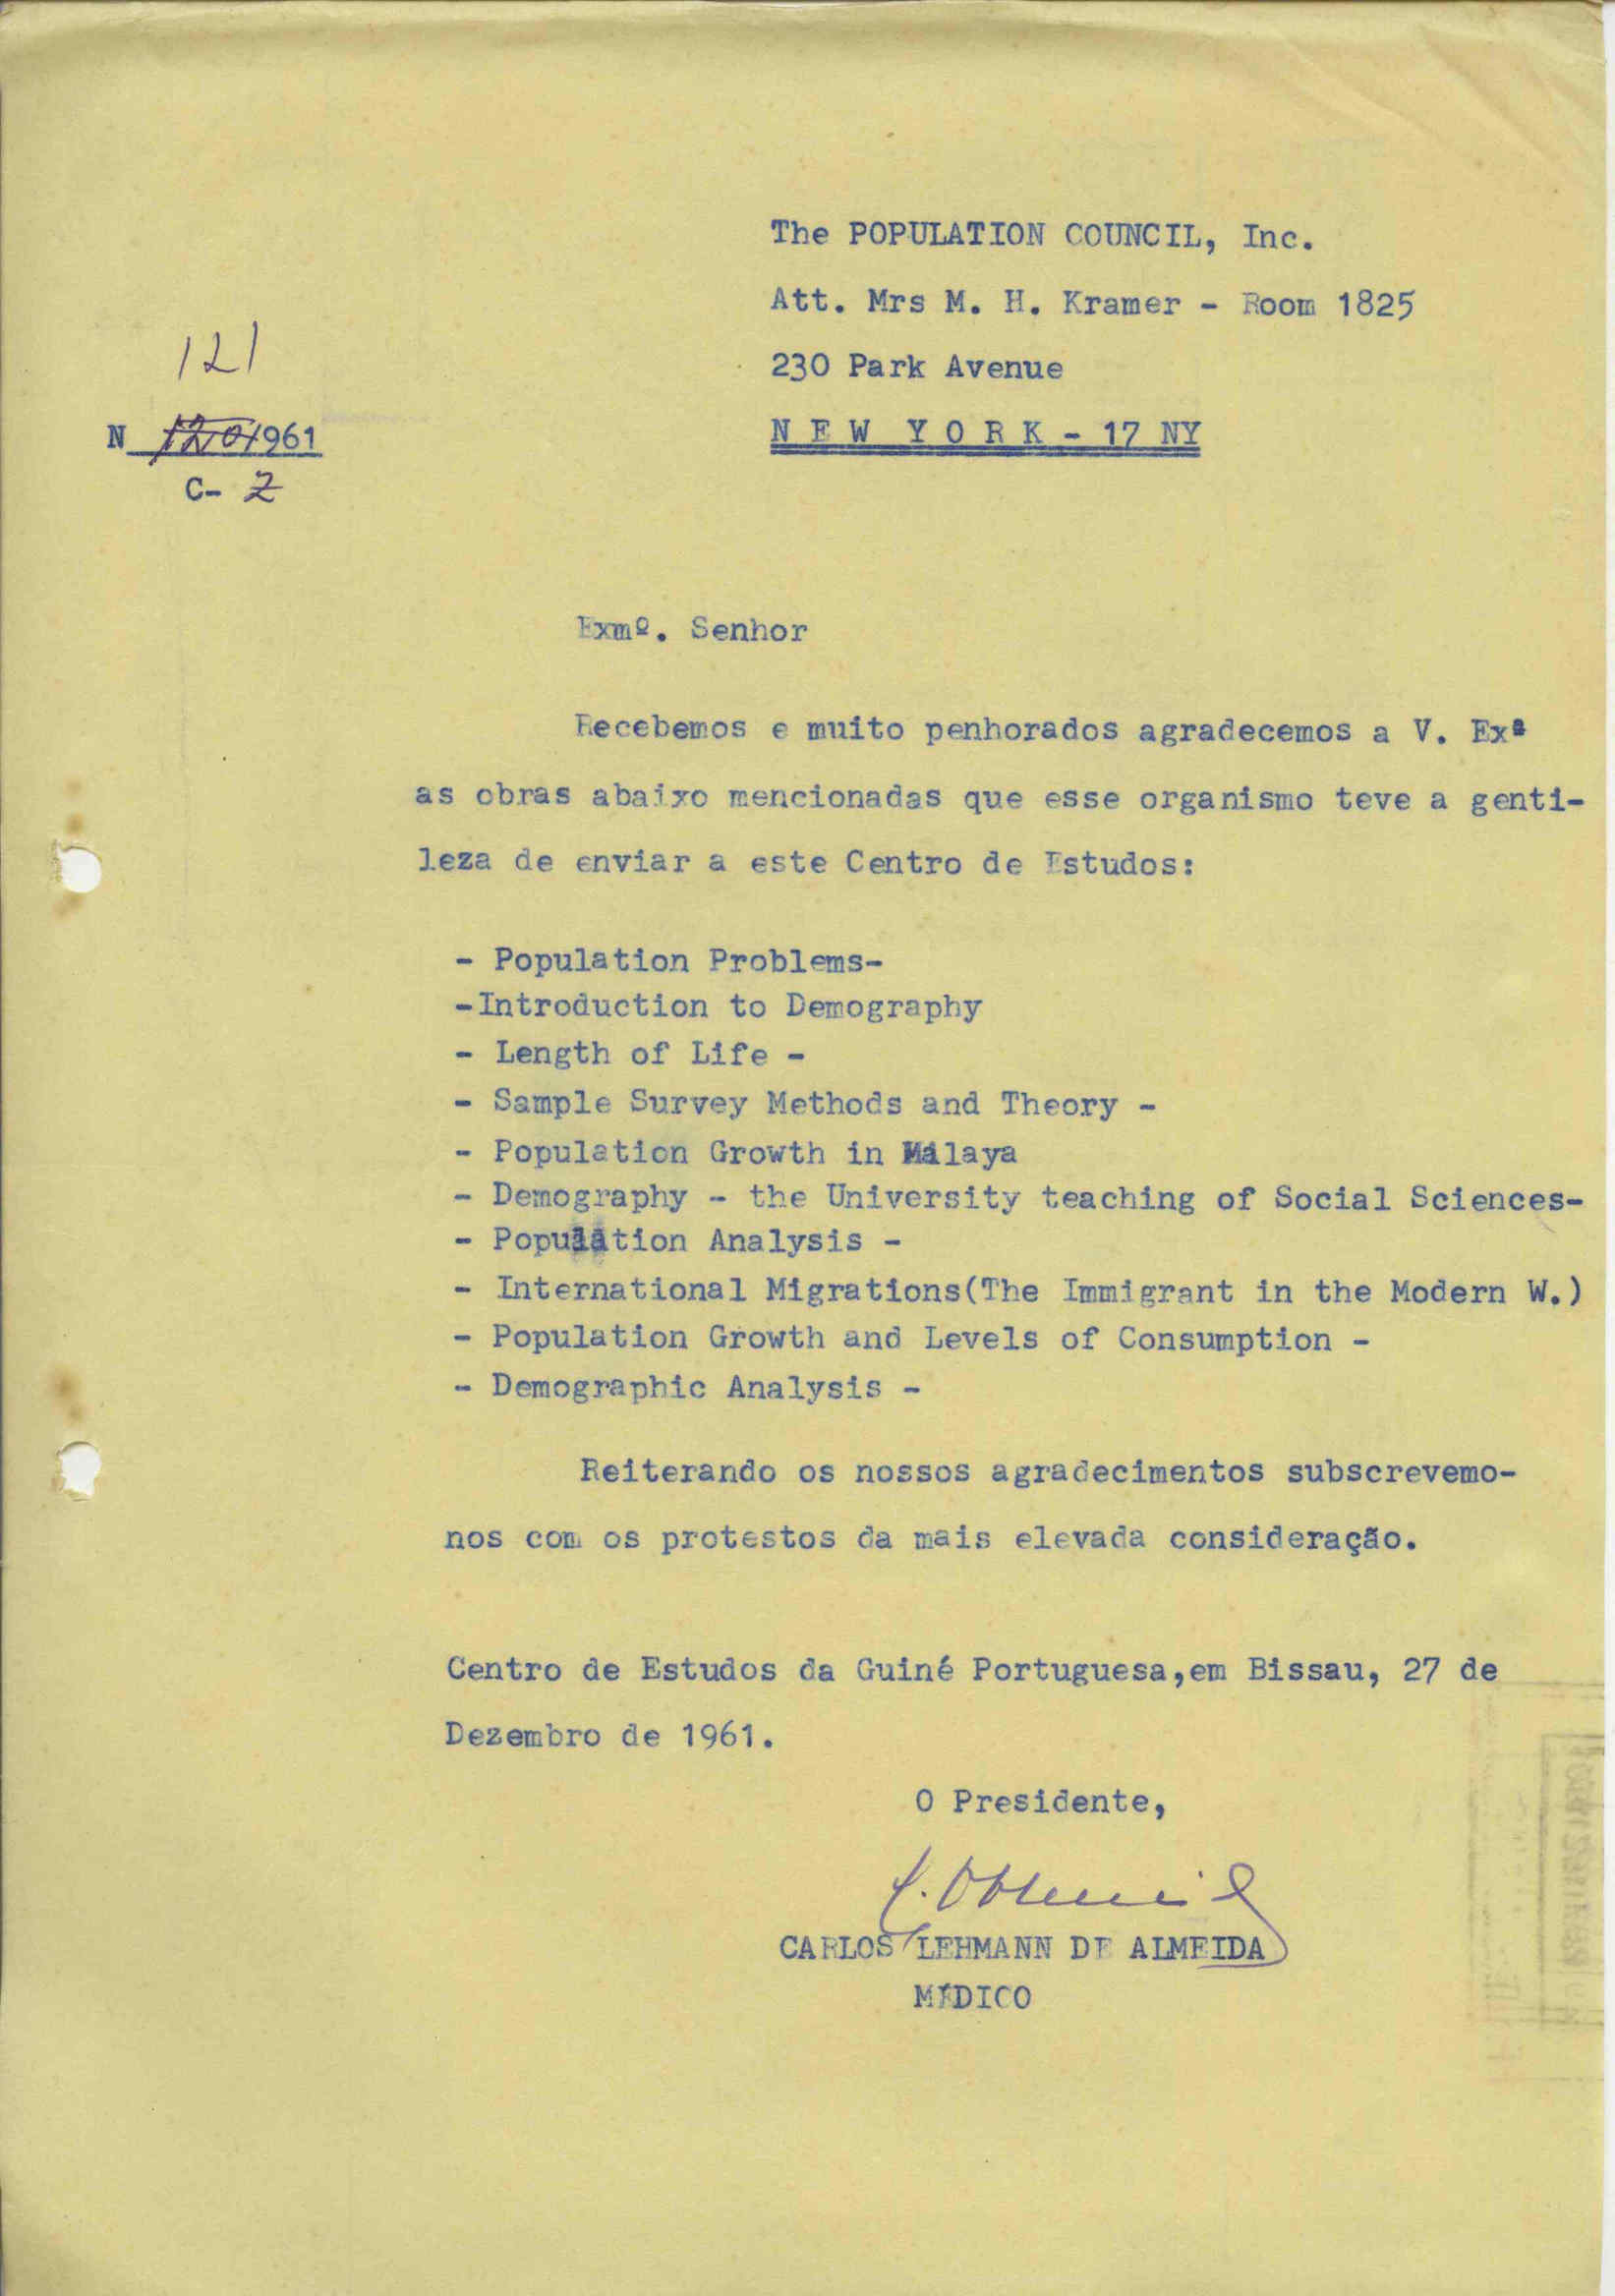 The POPULATION COUNCIL, Inc.
Att. Mrs M. H. Kramer - Room 1825
230 Park Avenue
N E W Y O R K - 17 NY
121
N 120/961
C- 2
Exmº. Senhor
Recebemos e muito penhorados agradecemos a V. Exª
as obras abaixo mencionadas que esse organismo teve a genti-
leza de enviar a este Centro de Estudos:
- Population Problems-
-Introduction to Demography
- Length of Life -
- Sample Survey Methods and Theory -
- Population Growth in Malaya
- Demography - the University teaching of Social Sciences-
- Population Analysis -
- International Migrations(The Immigrant in the Modern W.)
- Population Growth and Levels of Consumption -
- Demographic Analysis -
Reiterando os nossos agradecimentos subscrevemo-
nos com os protestos da mais elevada consideração.
Centro de Estudos da Guiné Portuguesa,em Bissau, 27 de
Dezembro de 1961.
O Presidente,
CARLOS LEHMANN DE ALMEIDA
MÉDICO